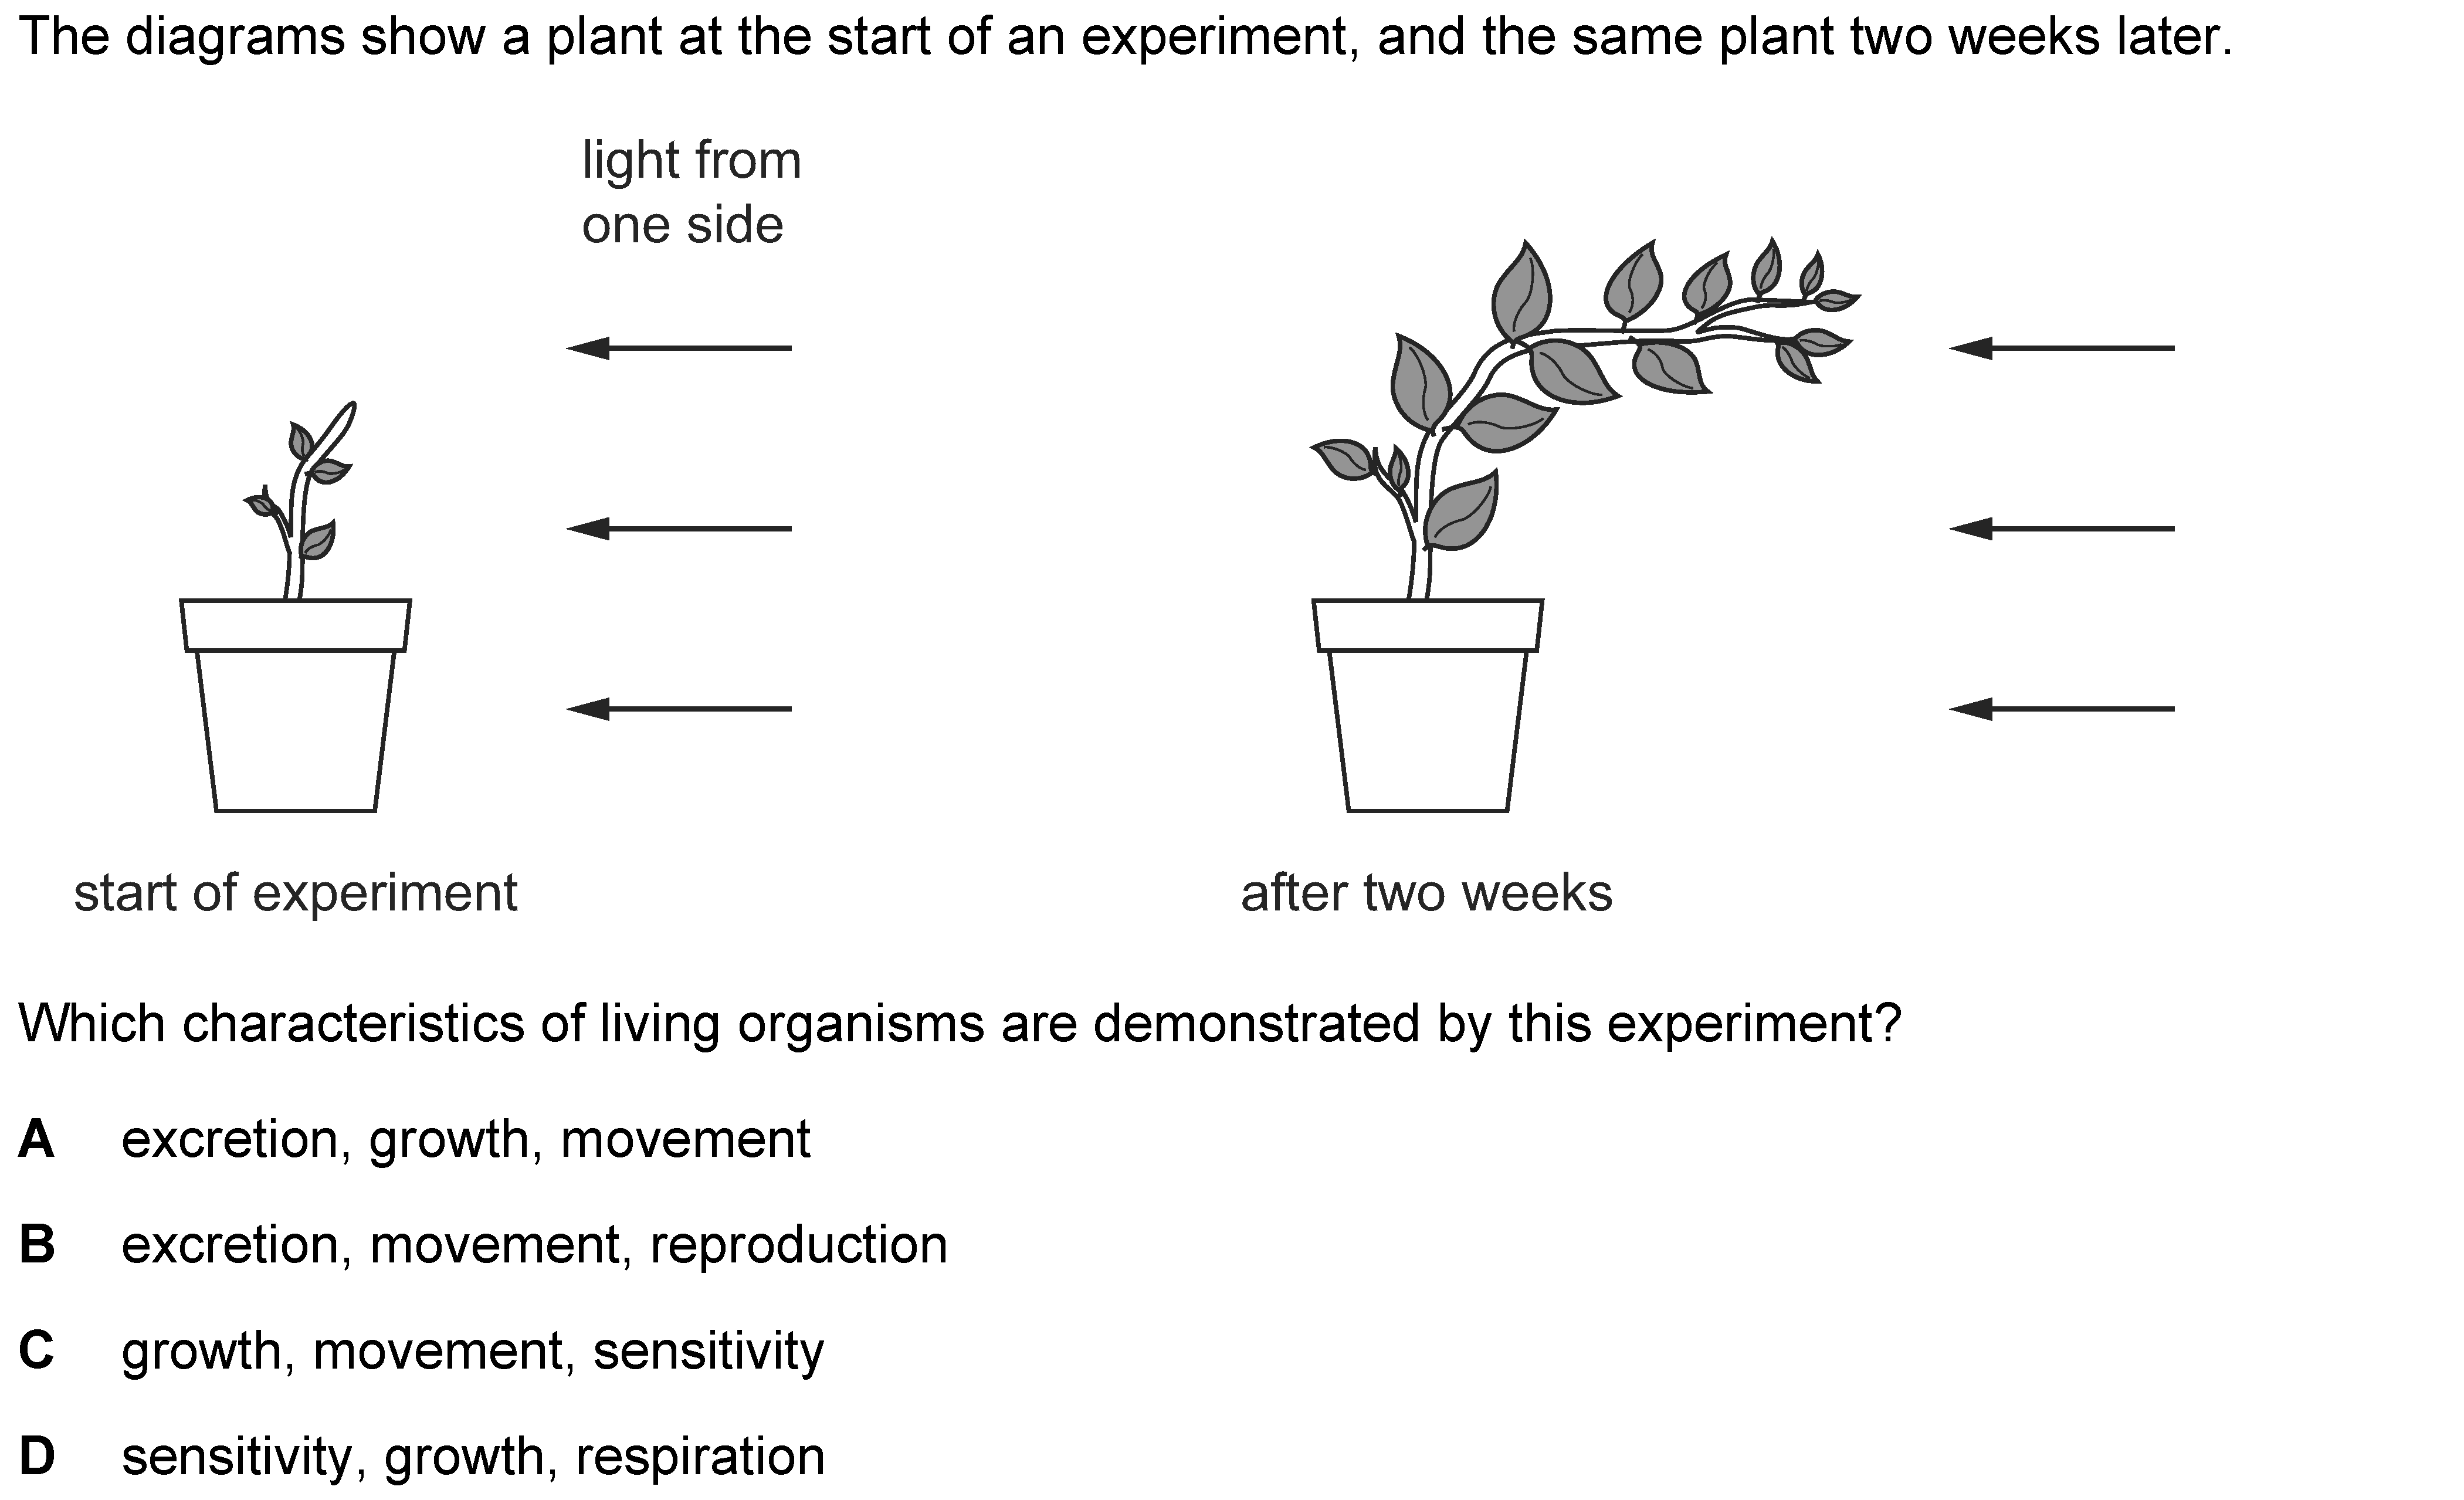 The diagrams show a plant at the start of an experiment, and the same plant two weeks later.
light from
one side
start of experiment
after two weeks
Which characteristics of living organisms are demonstrated by this experiment?
A excretion, growth, movement
B excretion, movement, reproduction
C growth, movement, sensitivity
D sensitivity, growth, respiration